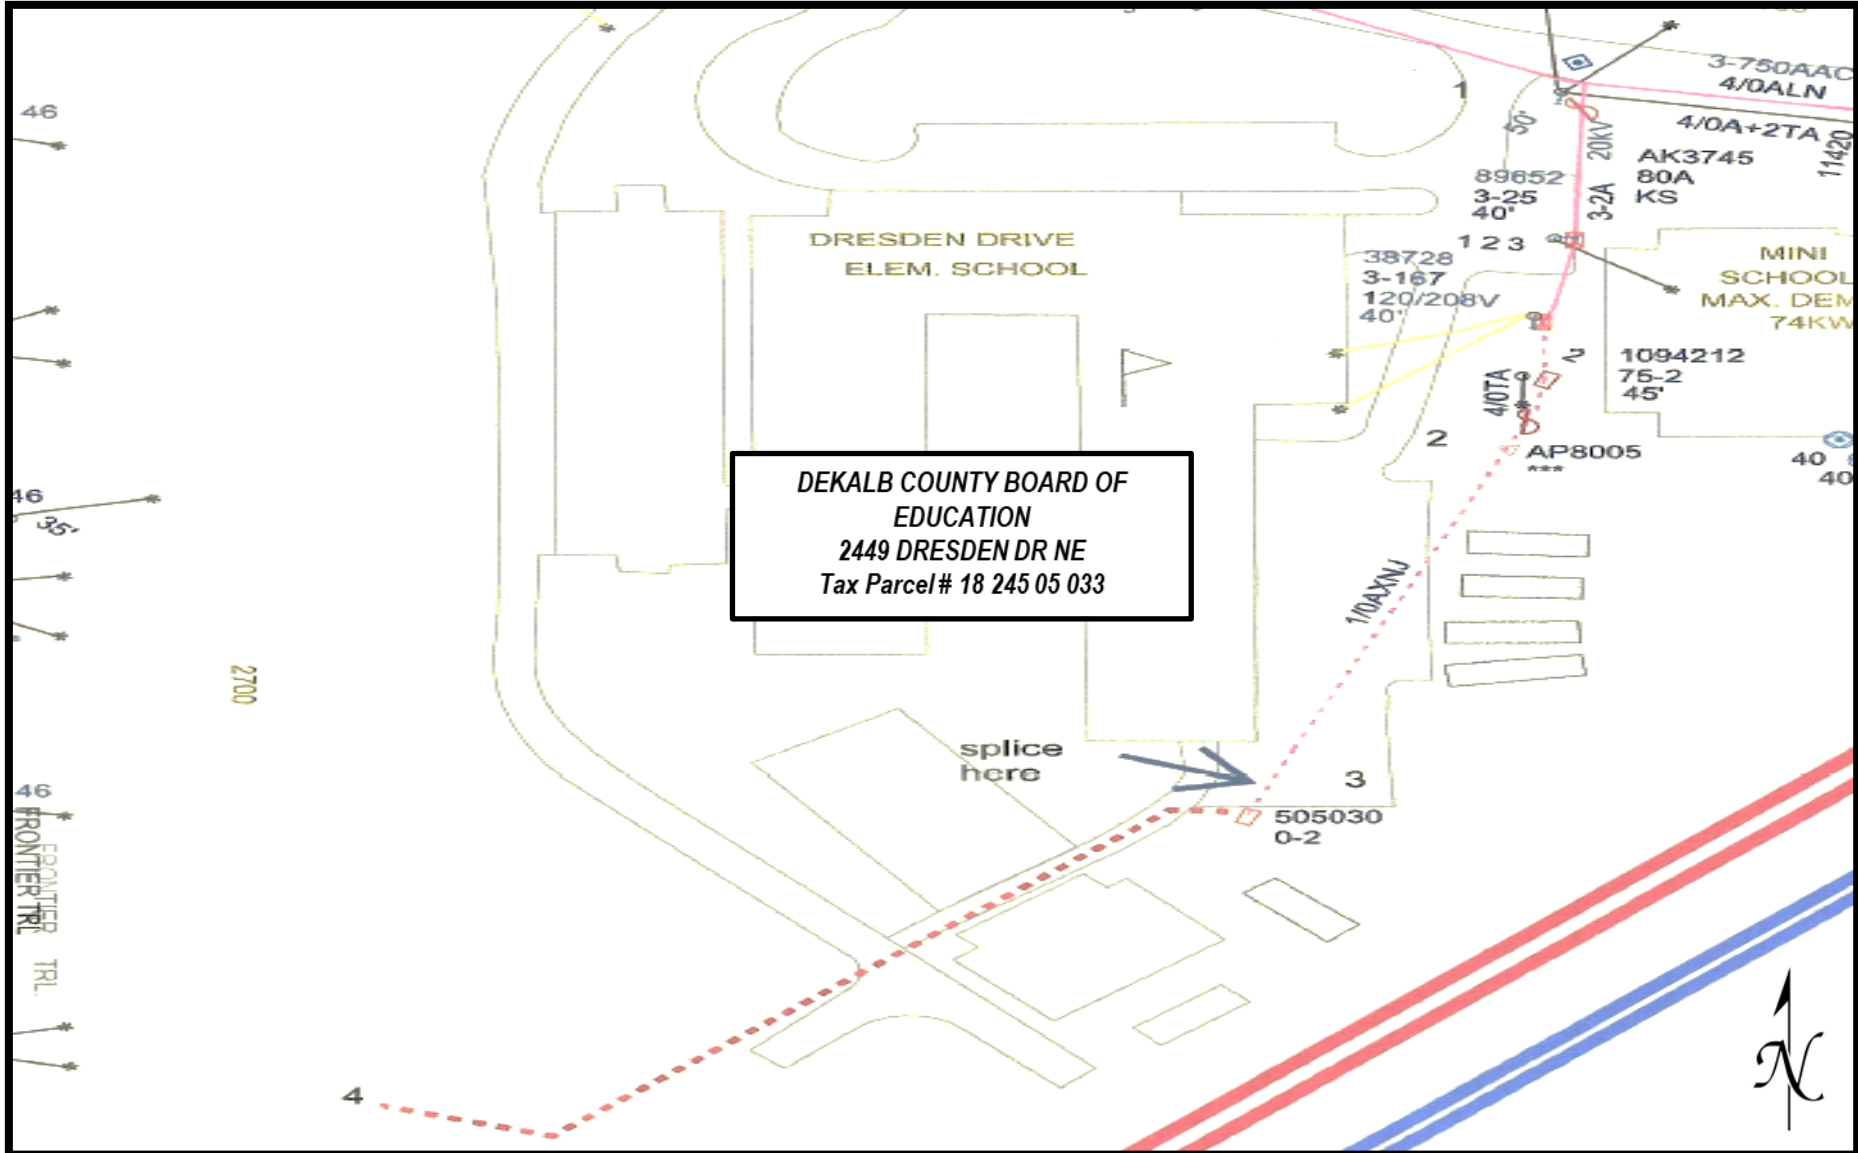 46
1
3-750AAC
4/0ALN
4/0A+2TA
11420
50'
20KV
AK3745
80A
KS
89652
3-25
40'
3-2A
1 2 3
DRESDEN DRIVE
ELEM. SCHOOL
38728
3-167
120/208V
40'
MINI
SCHOOL
MAX. DEM
74KW
2
1094212
75-2
45'
4/0TA
2
AP8005
***
40
40
46
35'
DEKALB COUNTY BOARD OF
EDUCATION
2449 DRESDEN DR NE
Tax Parcel # 18 245 05 033
1/0AXNJ
2700
splice
here
3
505030
0-2
46
FRONTIER TRL
FRONTIER TRL.
4
N